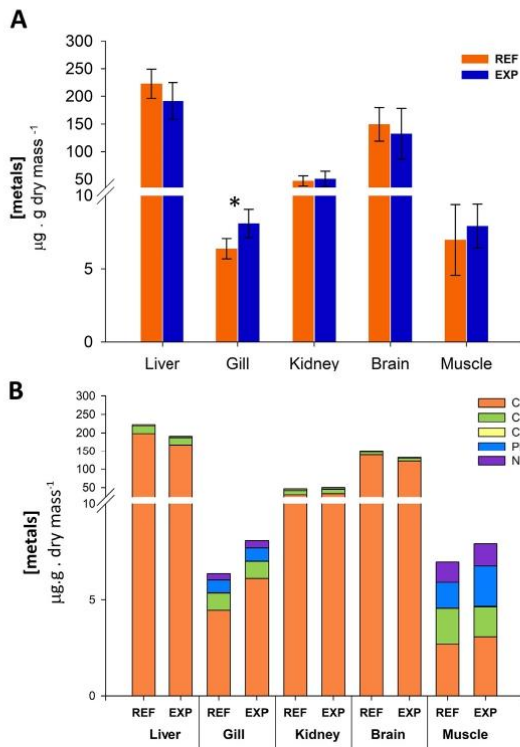 A
REF
EXP
300
250
200
150
100
50
10
5
0
[metals]
µg . g dry mass⁻¹
*
Liver Gill Kidney Brain Muscle
B
300
250
200
150
100
50
10
5
0
[metals]
µg.g . dry mass⁻¹
C
C
C
P
N
REF EXP REF EXP REF EXP REF EXP REF EXP
Liver Gill Kidney Brain Muscle